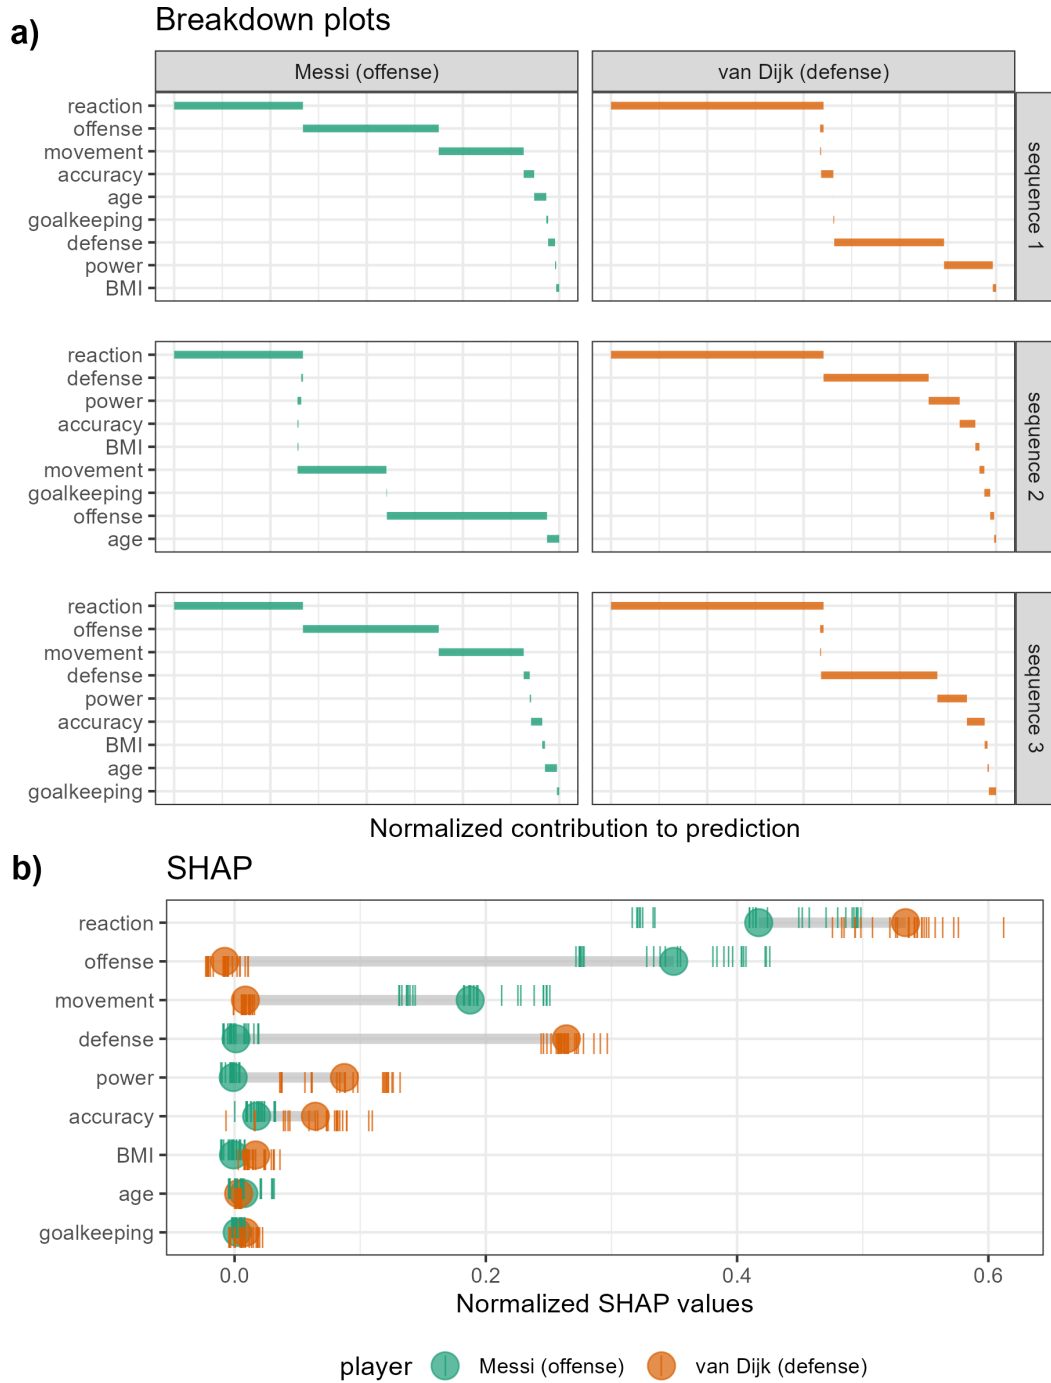 a)
Breakdown plots
Messi (offense)
van Dijk (defense)
reaction
offense
movement
accuracy
age
goalkeeping
defense
power
BMI
sequence 1
reaction
defense
power
accuracy
BMI
movement
goalkeeping
offense
age
sequence 2
reaction
offense
movement
defense
power
accuracy
BMI
age
goalkeeping
sequence 3
Normalized contribution to prediction
b)
SHAP
reaction
offense
movement
defense
power
accuracy
BMI
age
goalkeeping
0.0 0.2 0.4 0.6
Normalized SHAP values
player Messi (offense) van Dijk (defense)